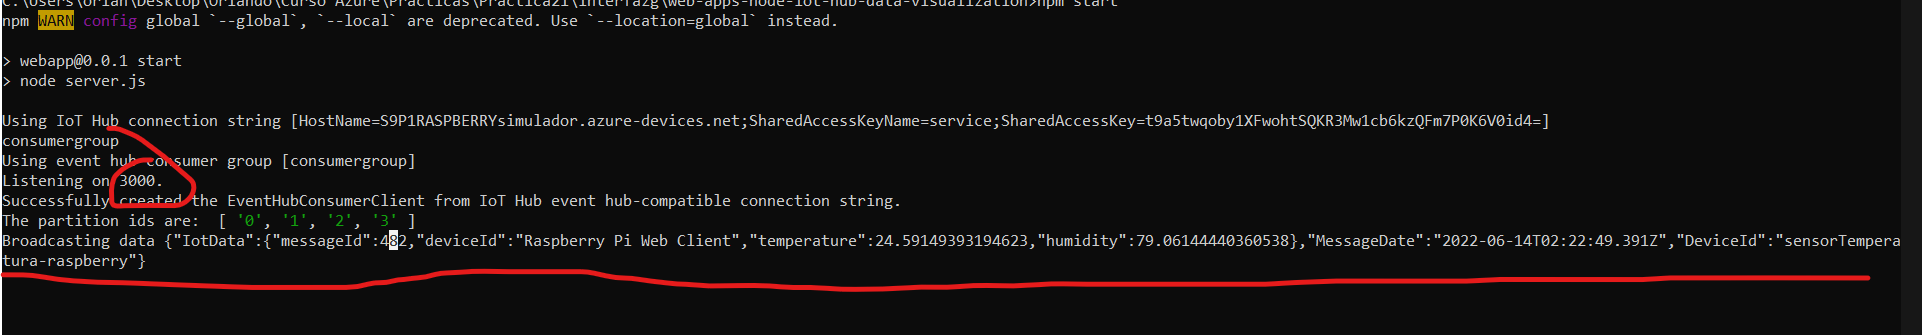 C:\Users\orlan\Desktop\Orlando\Curso Azure\Practicas\Practica21\interfazg\web-apps-node-iot-hub-data-visualization>npm start
npm WARN config global `--global`, `--local` are deprecated. Use `--location=global` instead.
> webapp@0.0.1 start
> node server.js
Using IoT Hub connection string [HostName=S9P1RASPBERRYsimulador.azure-devices.net;SharedAccessKeyName=service;SharedAccessKey=t9a5twqoby1XFwohtSQKR3Mw1cb6kzQFm7P0K6V0id4=]
consumergroup
Using event hub consumer group [consumergroup]
Listening on 3000.
Successfully created the EventHubConsumerClient from IoT Hub event hub-compatible connection string.
The partition ids are:  [ '0', '1', '2', '3' ]
Broadcasting data {"IotData":{"messageId":482,"deviceId":"Raspberry Pi Web Client","temperature":24.59149393194623,"humidity":79.06144440360538},"MessageDate":"2022-06-14T02:22:49.391Z","DeviceId":"sensorTempera
tura-raspberry"}